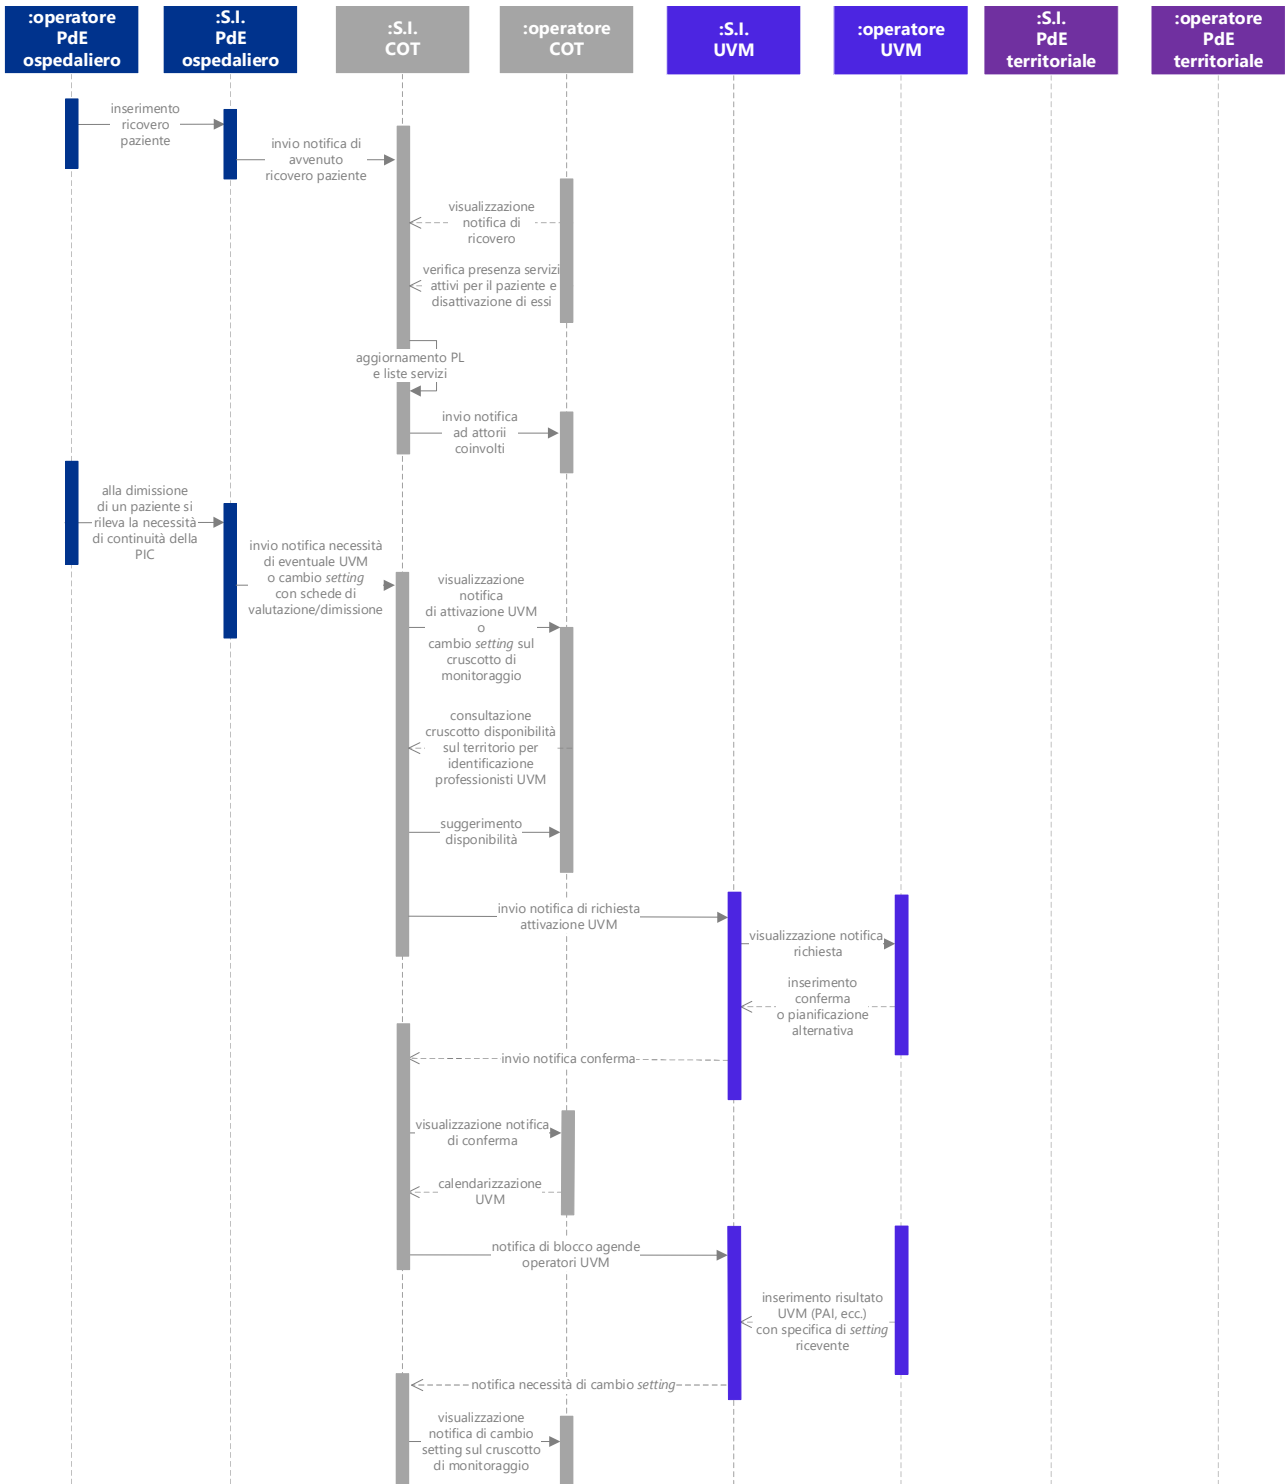 :operatore
PdE
ospedaliero
:S.I.
PdE
ospedaliero
:S.I.
COT
:operatore
COT
:S.I.
UVM
:operatore
UVM
:S.I.
PdE
territoriale
:operatore
PdE
territoriale
inserimento
ricovero
paziente
invio notifica di
avvenuto
ricovero paziente
visualizzazione
notifica di
ricovero
verifica presenza servizi
attivi per il paziente e
disattivazione di essi
aggiornamento PL
e liste servizi
invio notifica
ad attorii
coinvolti
alla dimissione
di un paziente si
rileva la necessità
di continuità della
PIC
invio notifica necessità
di eventuale UVM
o cambio setting
con schede di
valutazione/dimissione
visualizzazione
notifica
di attivazione UVM
o
cambio setting sul
cruscotto di
monitoraggio
consultazione
cruscotto disponibilità
sul territorio per
identificazione
professionisti UVM
suggerimento
disponibilità
invio notifica di richiesta
attivazione UVM
visualizzazione notifica
richiesta
inserimento
conferma
o pianificazione
alternativa
invio notifica conferma
visualizzazione notifica
di conferma
calendarizzazione
UVM
notifica di blocco agende
operatori UVM
inserimento risultato
UVM (PAI, ecc.)
con specifica di setting
ricevente
notifica necessità di cambio setting
visualizzazione
notifica di cambio
setting sul cruscotto
di monitoraggio